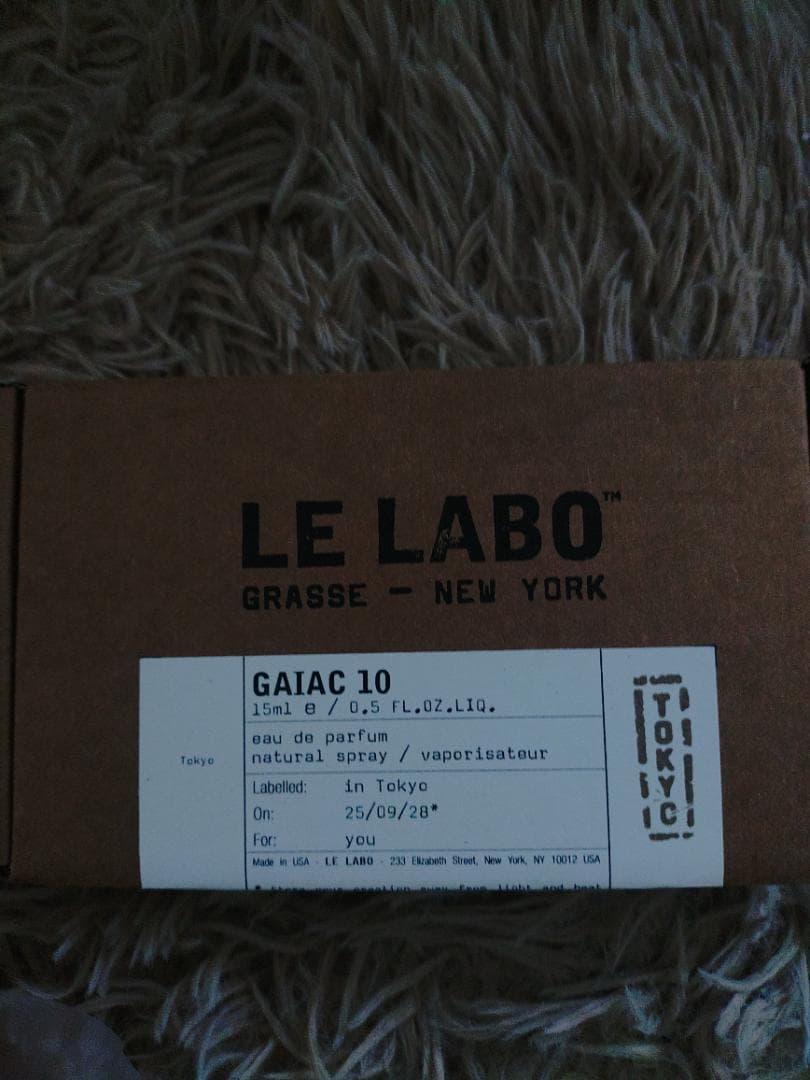 LE LABO™
GRASSE — NEW YORK
GAIAC 10
15ml e / 0.5 FL.OZ.LIQ.
eau de parfum
natural spray / vaporisateur
Tokyo
Labelled: in Tokyo
On: 25/09/28*
For: you
Made in USA - LE LABO - 233 Elizabeth Street, New York, NY 10012 USA
TOKYO